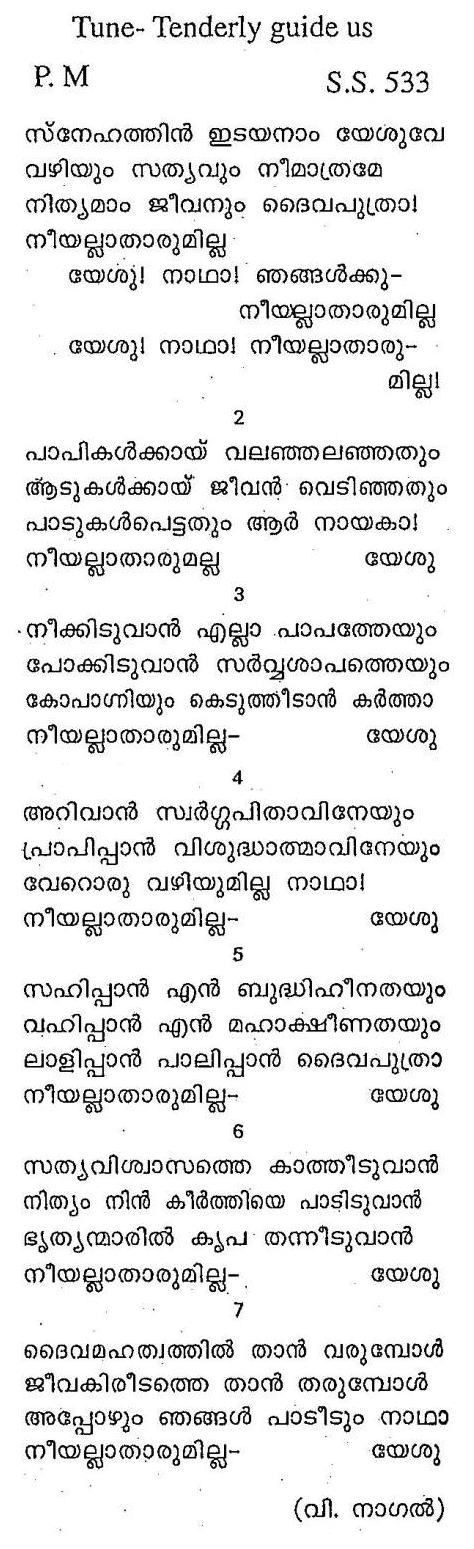 Tune- Tenderly guide us
P. M S.S. 533
സ്നേഹത്തിൻ ഇടയനാം യേശുവേ
വഴിയും സത്യവും നീമാത്രമേ
നിത്യമാം ജീവനും ദൈവപുത്രാ!
നീയല്ലാതാരുമില്ല
യേശു! നാഥാ! ഞങ്ങൾക്കു-
നീയല്ലാതാരുമില്ല
യേശു! നാഥാ! നീയല്ലാതാരു-
മില്ല!
2
പാപികൾക്കായ് വലഞ്ഞലഞ്ഞതും
ആടുകൾക്കായ് ജീവൻ വെടിഞ്ഞതും
പാടുകൾപെട്ടതും ആർ നായകാ!
നീയല്ലാതാരുമല്ല യേശു
3
നീക്കിടുവാൻ എല്ലാ പാപത്തേയും
പോക്കിടുവാൻ സർവ്വശാപത്തെയും
കോപാഗ്നിയും കെടുത്തീടാൻ കർത്താ
നീയല്ലാതാരുമില്ല- യേശു
4
അറിവാൻ സ്വർഗ്ഗപിതാവിനേയും
പ്രാപിപ്പാൻ വിശുദ്ധാത്മാവിനേയും
വേറൊരു വഴിയുമില്ല നാഥാ!
നീയല്ലാതാരുമില്ല- യേശു
5
സഹിപ്പാൻ എൻ ബുദ്ധിഹീനതയും
വഹിപ്പാൻ എൻ മഹാക്ഷീണതയും
ലാളിപ്പാൻ പാലിപ്പാൻ ദൈവപുത്രാ
നീയല്ലാതാരുമില്ല- യേശു
6
സത്യവിശ്വാസത്തെ കാത്തീടുവാൻ
നിത്യം നിൻ കീർത്തിയെ പാടിടുവാൻ
ഭൃത്യന്മാരിൽ കൃപ തന്നീടുവാൻ
നീയല്ലാതാരുമില്ല- യേശു
7
ദൈവമഹത്വത്തിൽ താൻ വരുമ്പോൾ
ജീവകിരീടത്തെ താൻ തരുമ്പോൾ
അപ്പോഴും ഞങ്ങൾ പാടീടും നാഥാ
നീയല്ലാതാരുമില്ല- യേശു
(വി. നാഗൽ)